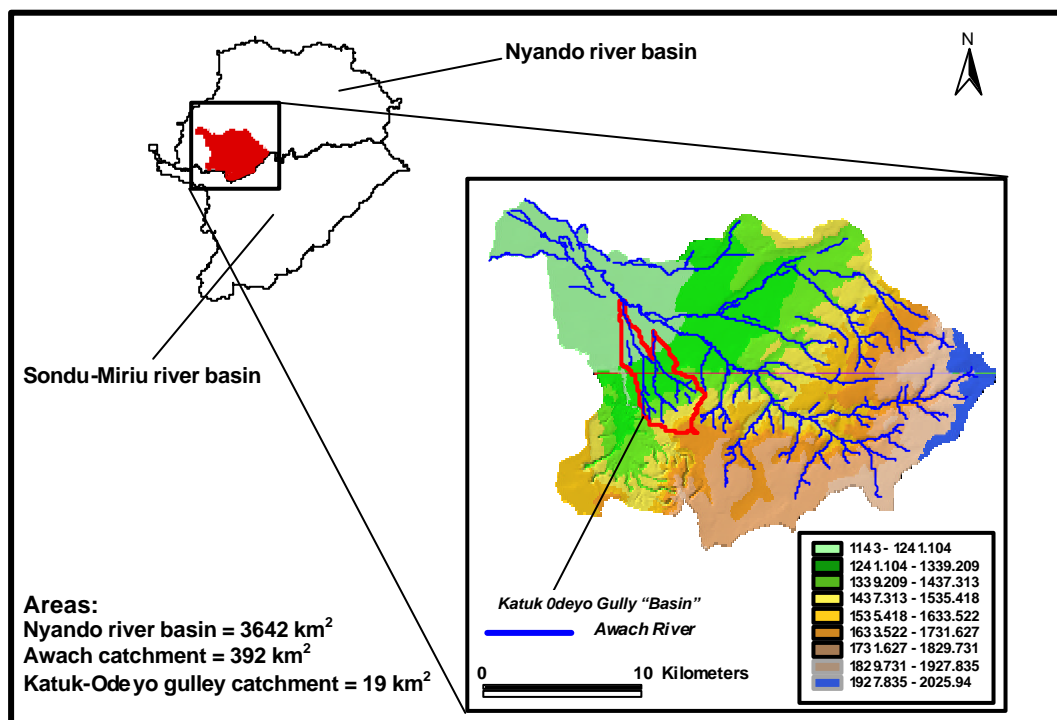 Nyando river basin
N
Sondu-Miriu river basin
Areas:
Nyando river basin = 3642 km²
Awach catchment = 392 km²
Katuk-Odeyo gulley catchment = 19 km²
Katuk 0deyo Gully “Basin”
Awach River
0 10 Kilometers
1143 - 1241.104
1241.104 - 1339.209
1339.209 - 1437.313
1437.313 - 1535.418
1535.418 - 1633.522
1633.522 - 1731.627
1731.627 - 1829.731
1829.731 - 1927.835
1927.835 - 2025.94